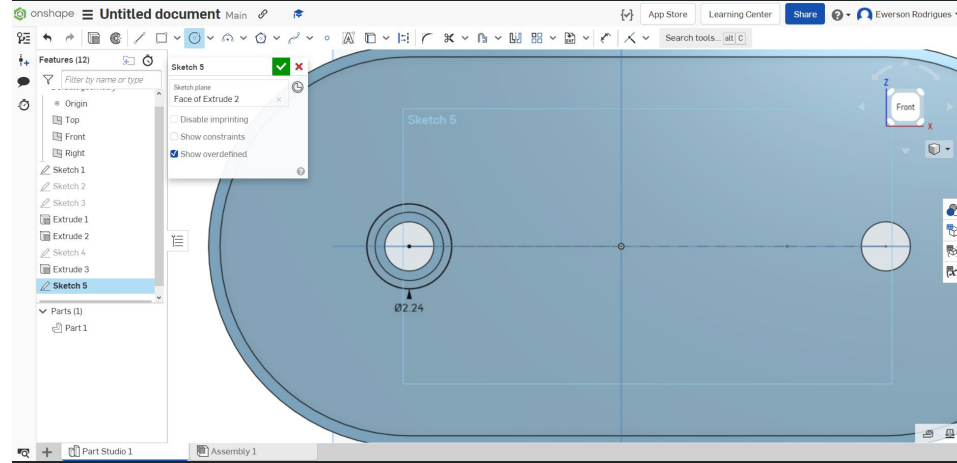 onshape Untitled document Main App Store Learning Center Share Ewerson Rodrigues
Search tools... alt C
Features (12)
Filter by name or type
Origin
Top
Front
Right
Sketch 1
Sketch 2
Sketch 3
Extrude 1
Extrude 2
Sketch 4
Extrude 3
Sketch 5
Parts (1)
Part 1
Sketch 5
Sketch plane
Face of Extrude 2
Disable imprinting
Show constraints
Show overdefined
Sketch 5
Ø2.24
Z
Front
X
Part Studio 1 Assembly 1